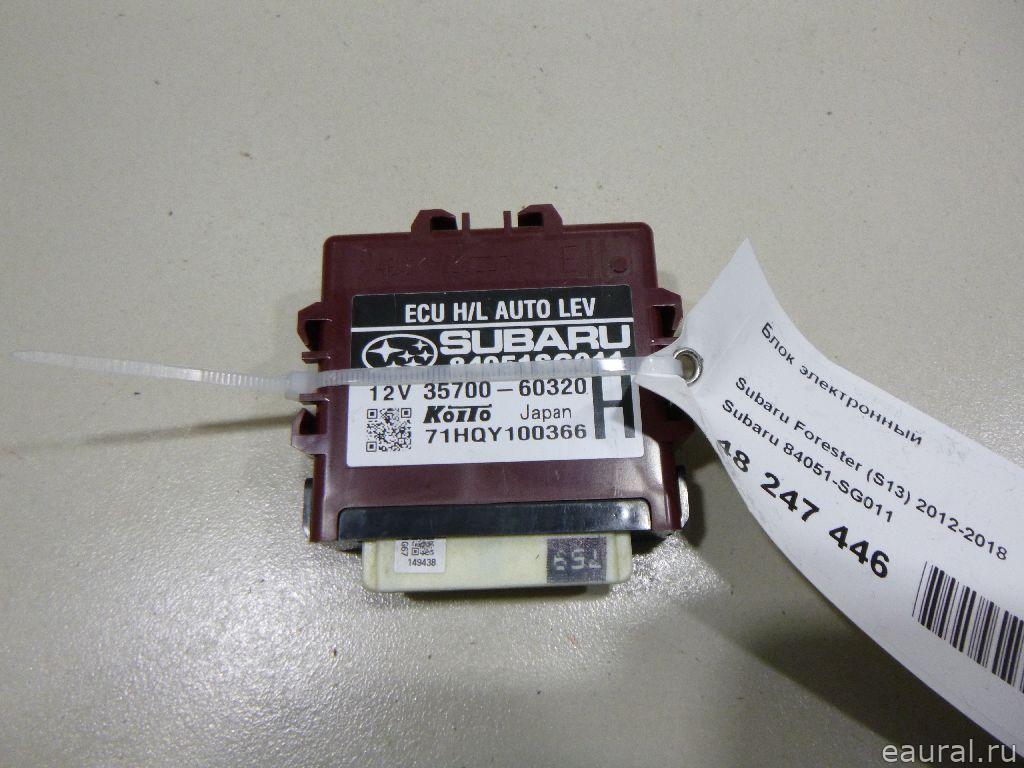 ECU H/L AUTO LEV
SUBARU
84051SG011
12V 35700-60320
KOITO Japan
H
71HQY100366
149438
Блок электронный
Subaru Forester (S13) 2012-2018
Subaru 84051-SG011
48 247 446
eaural.ru